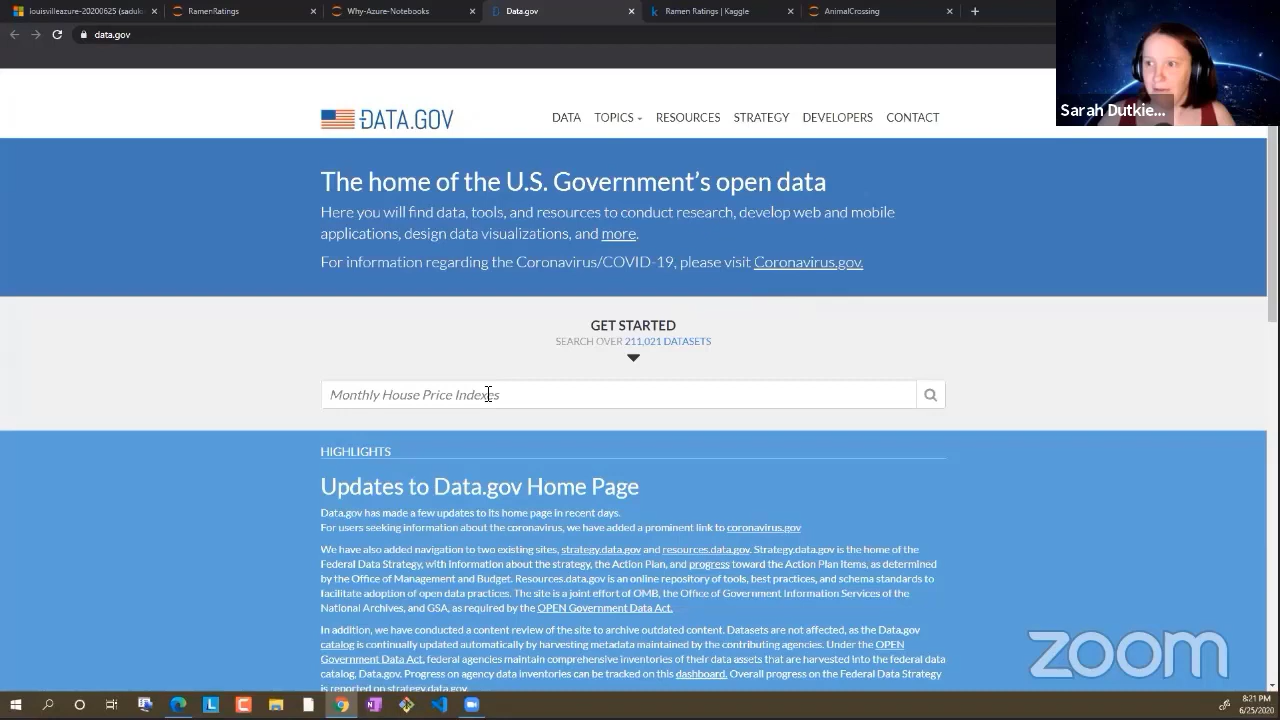 louisvilleazure-20200625 (saduk
RamenRatings
Why-Azure-Notebooks
Data.gov
Ramen Ratings | Kaggle
AnimalCrossing
data.gov
Sarah Dutkie...
DATA.GOV
DATA TOPICS RESOURCES STRATEGY DEVELOPERS CONTACT
The home of the U.S. Government's open data
Here you will find data, tools, and resources to conduct research, develop web and mobile
applications, design data visualizations, and more.
For information regarding the Coronavirus/COVID-19, please visit Coronavirus.gov.
GET STARTED
SEARCH OVER 211,021 DATASETS
Monthly House Price Indexes
HIGHLIGHTS
Updates to Data.gov Home Page
Data.gov has made a few updates to its home page in recent days.
For users seeking information about the coronavirus, we have added a prominent link to coronavirus.gov
We have also added navigation to two existing sites, strategy.data.gov and resources.data.gov. Strategy.data.gov is the home of the
Federal Data Strategy, with information about the strategy, the Action Plan, and progress toward the Action Plan Items, as determined
by the Office of Management and Budget. Resources.data.gov is an online repository of tools, best practices, and schema standards to
facilitate adoption of open data practices. The site is a joint effort of OMB, the Office of Government Information Services of the
National Archives, and GSA, as required by the OPEN Government Data Act.
In addition, we have conducted a content review of the site to archive outdated content. Datasets are not affected, as the Data.gov
catalog is continually updated automatically by harvesting metadata maintained by the contributing agencies. Under the OPEN
Government Data Act, federal agencies maintain comprehensive inventories of their data assets that are harvested into the federal data
catalog, Data.gov. Progress on agency data inventories can be tracked on this dashboard. Overall progress on the Federal Data Strategy
is reported on strategy.data.gov.
zoom
8:21 PM
6/25/2020